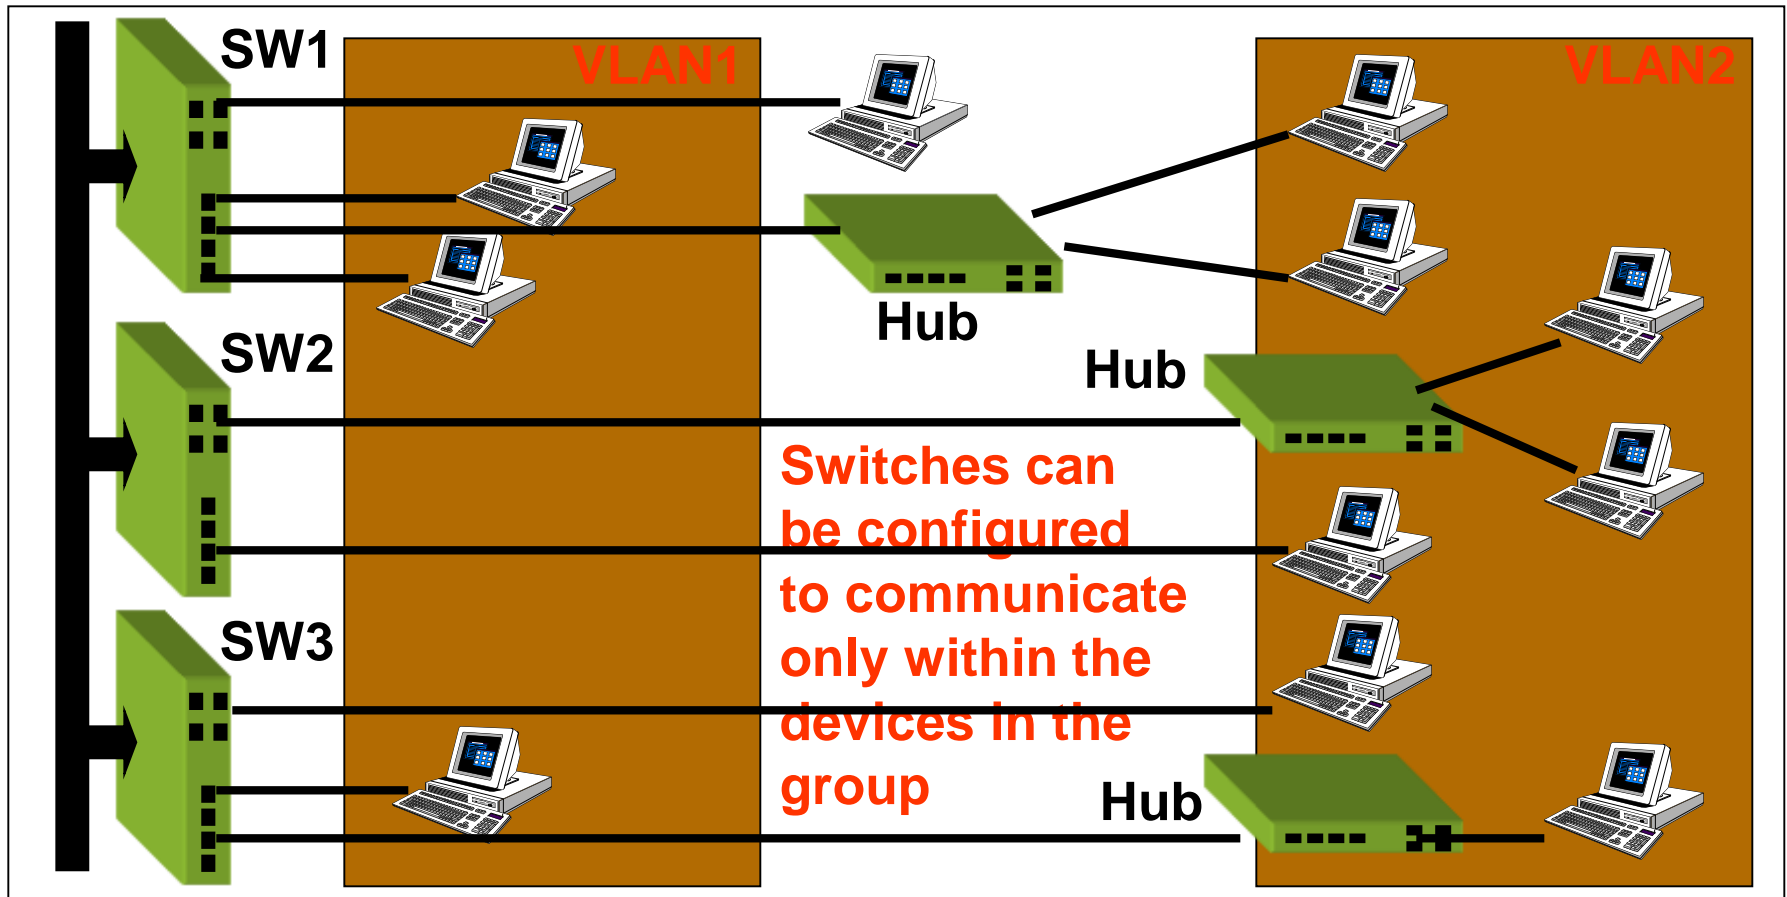 SW1
VLAN1
VLAN2
Hub
SW2
Hub
Switches can
be configured
to communicate
only within the
devices in the
group
SW3
Hub